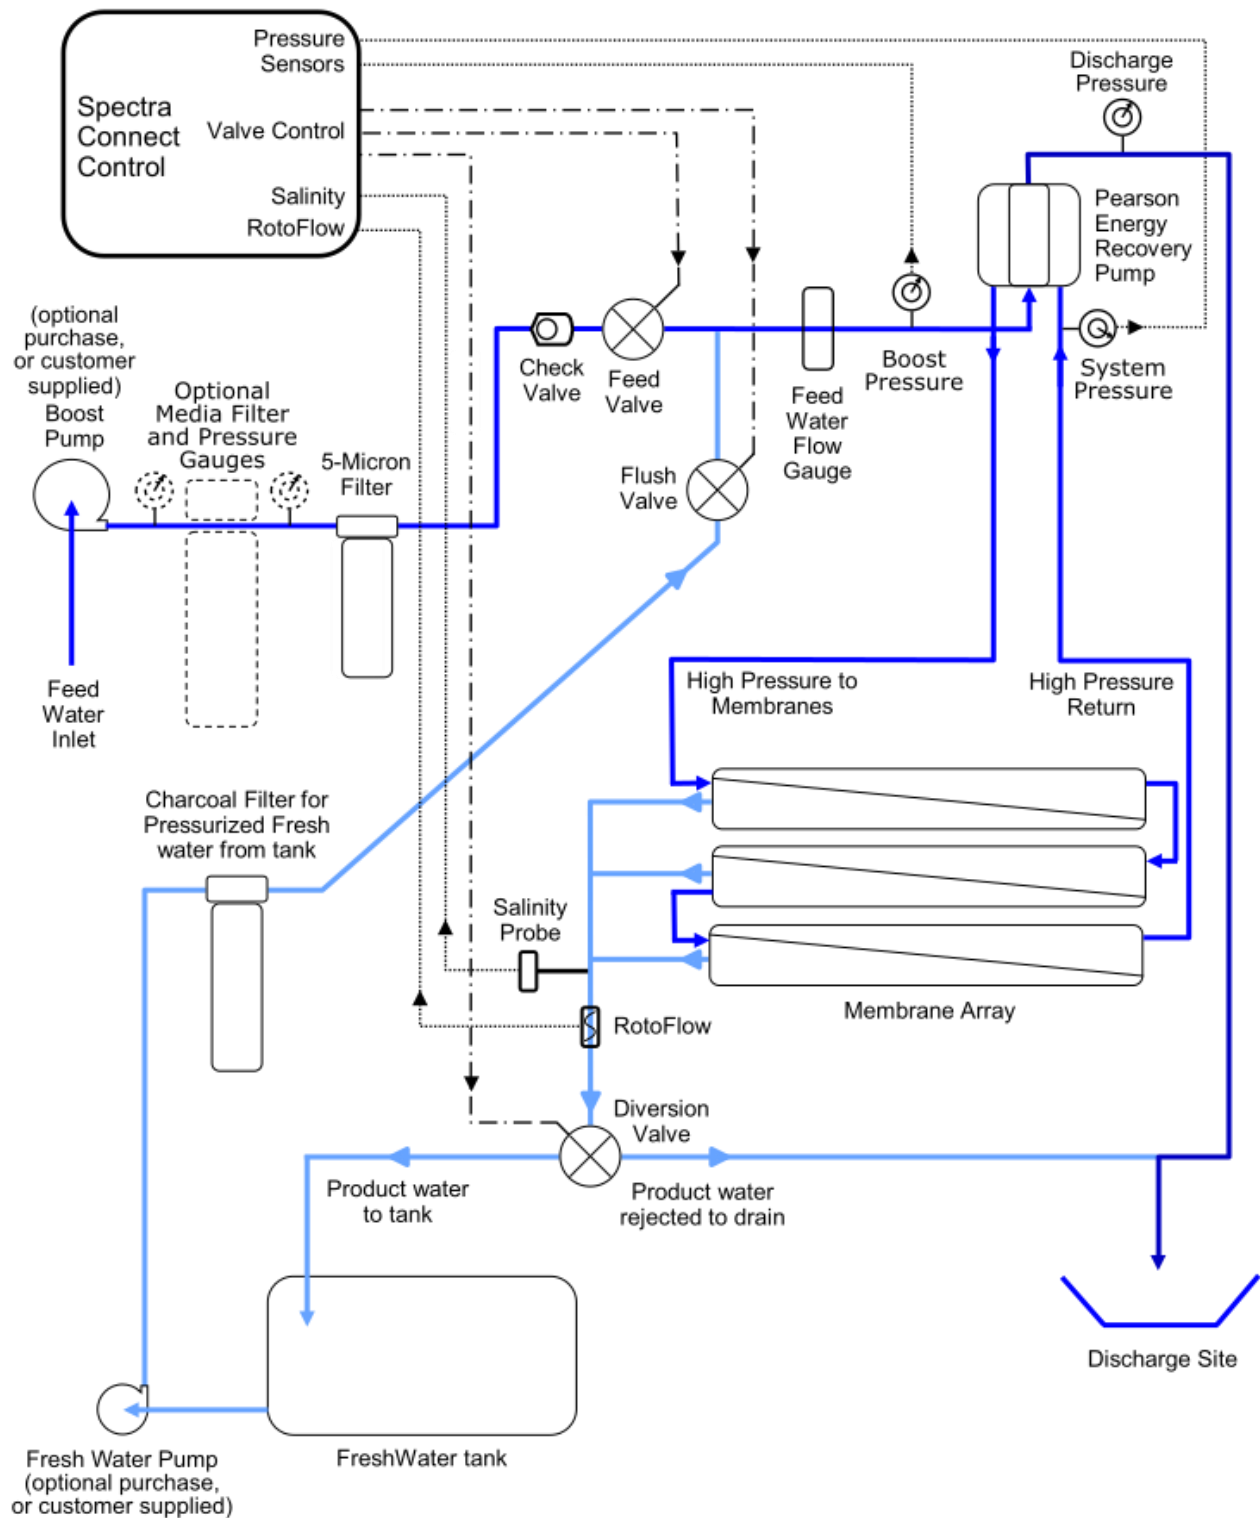 Pressure
Sensors
Spectra
Connect
Control
Valve Control
Salinity
RotoFlow
Discharge
Pressure
Pearson
Energy
Recovery
Pump
(optional
purchase,
or customer
supplied)
Boost
Pump
Optional
Media Filter
and Pressure
Gauges
5-Micron
Filter
Check
Valve
Feed
Valve
Feed
Water
Flow
Gauge
Boost
Pressure
System
Pressure
Flush
Valve
Feed
Water
Inlet
High Pressure to
Membranes
High Pressure
Return
Charcoal Filter for
Pressurized Fresh
water from tank
Salinity
Probe
Membrane Array
RotoFlow
Diversion
Valve
Product water
to tank
Product water
rejected to drain
Discharge Site
FreshWater tank
Fresh Water Pump
(optional purchase,
or customer supplied)